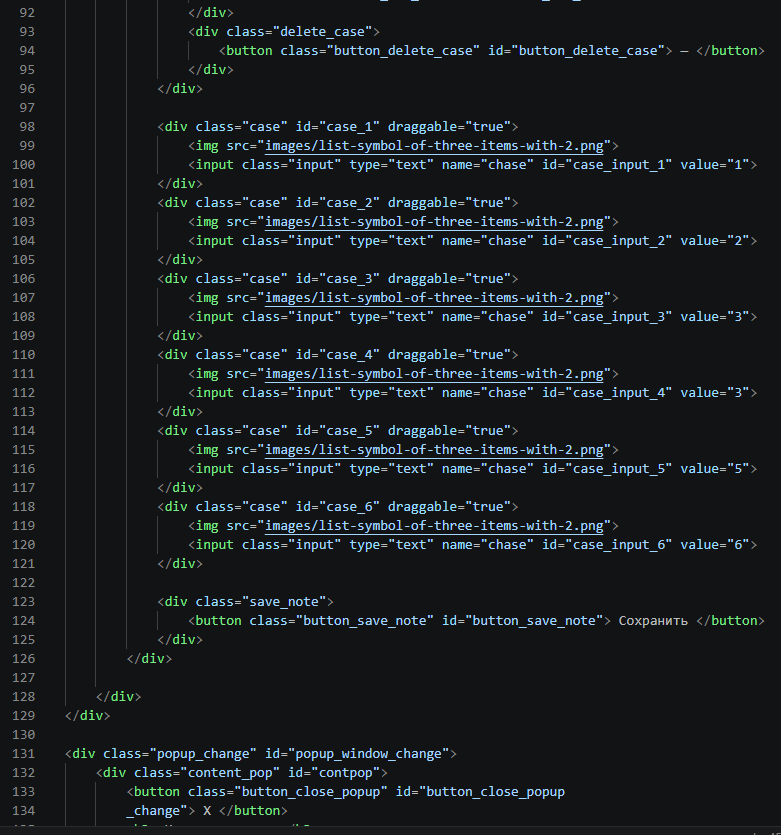 92 </div>
93 <div class="delete_case">
94 <button class="button_delete_case" id="button_delete_case"> — </button>
95 </div>
96 </div>
97
98 <div class="case" id="case_1" draggable="true">
99 <img src="images/list-symbol-of-three-items-with-2.png">
100 <input class="input" type="text" name="chase" id="case_input_1" value="1">
101 </div>
102 <div class="case" id="case_2" draggable="true">
103 <img src="images/list-symbol-of-three-items-with-2.png">
104 <input class="input" type="text" name="chase" id="case_input_2" value="2">
105 </div>
106 <div class="case" id="case_3" draggable="true">
107 <img src="images/list-symbol-of-three-items-with-2.png">
108 <input class="input" type="text" name="chase" id="case_input_3" value="3">
109 </div>
110 <div class="case" id="case_4" draggable="true">
111 <img src="images/list-symbol-of-three-items-with-2.png">
112 <input class="input" type="text" name="chase" id="case_input_4" value="3">
113 </div>
114 <div class="case" id="case_5" draggable="true">
115 <img src="images/list-symbol-of-three-items-with-2.png">
116 <input class="input" type="text" name="chase" id="case_input_5" value="5">
117 </div>
118 <div class="case" id="case_6" draggable="true">
119 <img src="images/list-symbol-of-three-items-with-2.png">
120 <input class="input" type="text" name="chase" id="case_input_6" value="6">
121 </div>
122
123 <div class="save_note">
124 <button class="button_save_note" id="button_save_note"> Сохранить </button>
125 </div>
126 </div>
127
128 </div>
129 </div>
130
131 <div class="popup_change" id="popup_window_change">
132 <div class="content_pop" id="contpop">
133 <button class="button_close_popup" id="button_close_popup
134 _change"> X </button>